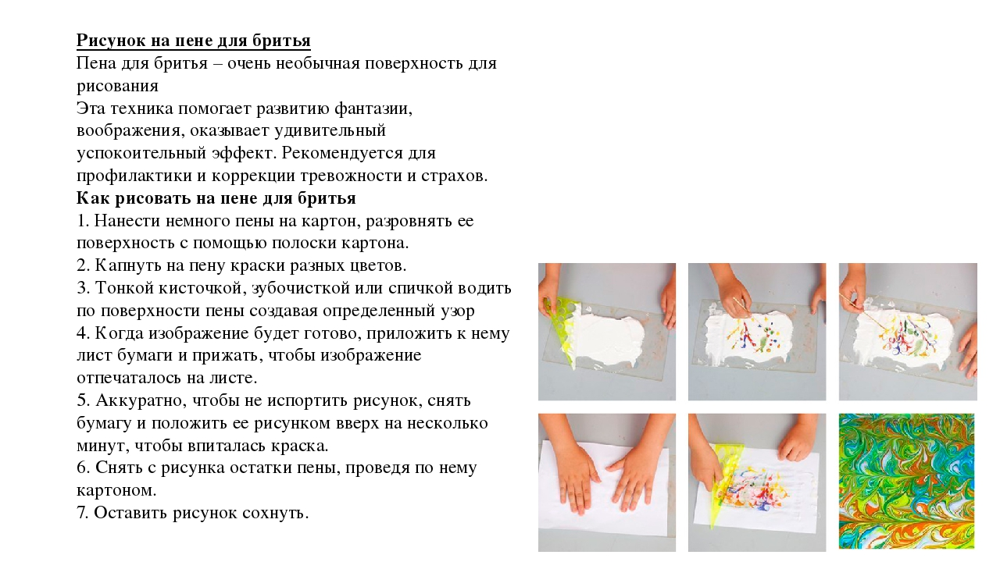 Рисунок на пене для бритья
Пена для бритья – очень необычная поверхность для
рисования
Эта техника помогает развитию фантазии,
воображения, оказывает удивительный
успокоительный эффект. Рекомендуется для
профилактики и коррекции тревожности и страхов.
Как рисовать на пене для бритья
1. Нанести немного пены на картон, разровнять ее
поверхность с помощью полоски картона.
2. Капнуть на пену краски разных цветов.
3. Тонкой кисточкой, зубочисткой или спичкой водить
по поверхности пены создавая определенный узор
4. Когда изображение будет готово, приложить к нему
лист бумаги и прижать, чтобы изображение
отпечаталось на листе.
5. Аккуратно, чтобы не испортить рисунок, снять
бумагу и положить ее рисунком вверх на несколько
минут, чтобы впиталась краска.
6. Снять с рисунка остатки пены, проведя по нему
картоном.
7. Оставить рисунок сохнуть.